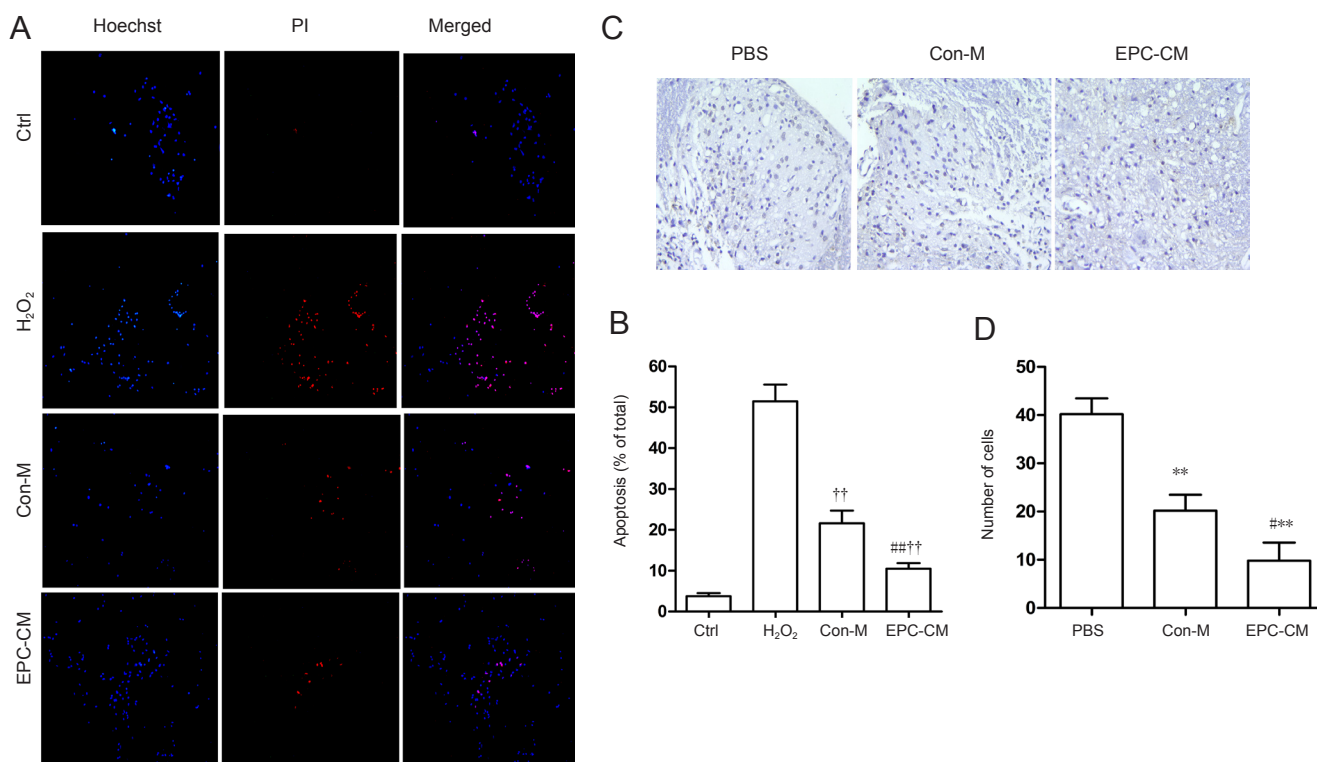 A
Hoechst PI Merged
Ctrl
H₂O₂
Con-M
EPC-CM
C
PBS Con-M EPC-CM
B
Apoptosis (% of total)
60
50
40
30
20
10
0
††
##††
Ctrl H₂O₂ Con-M EPC-CM
D
Number of cells
50
40
30
20
10
0
**
#**
PBS Con-M EPC-CM